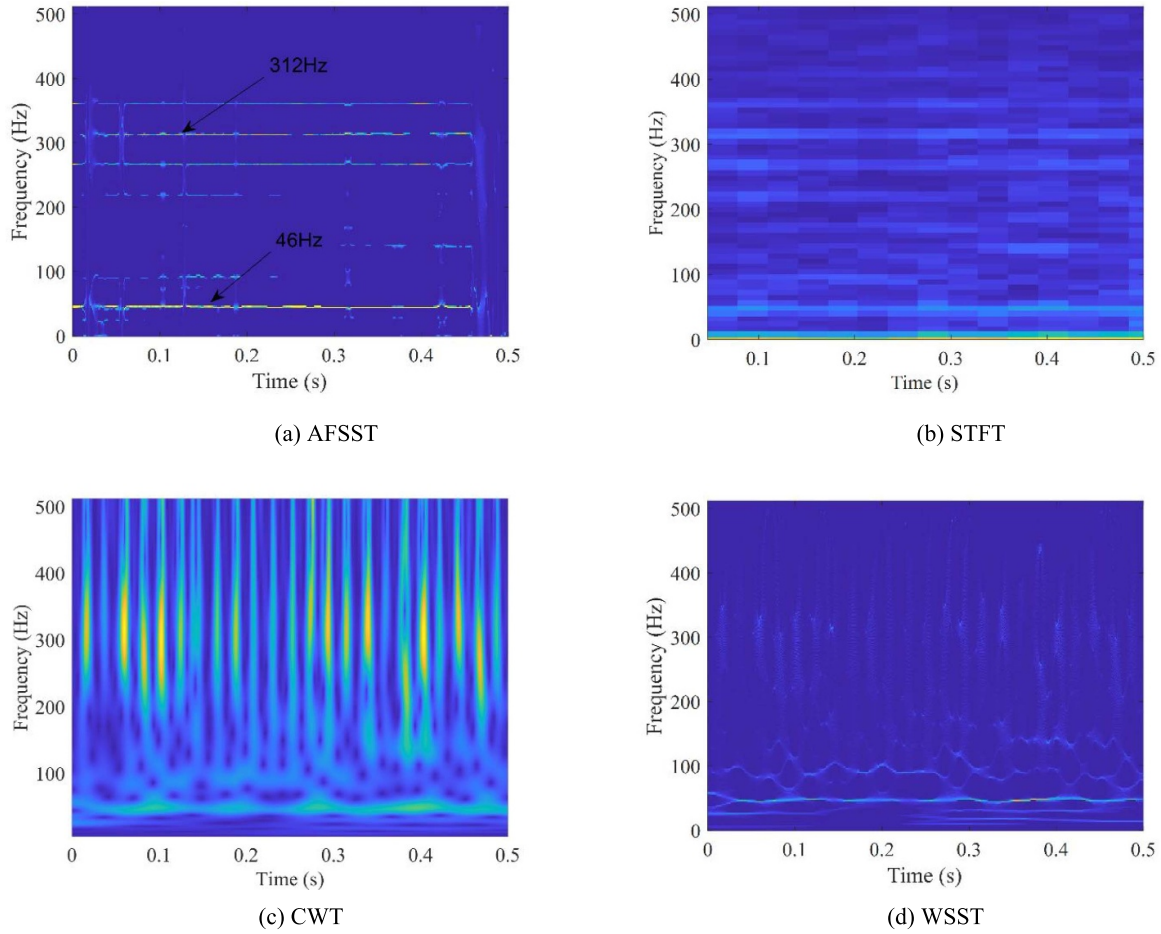 500
400
300
200
100
0
Frequency (Hz)
312Hz
46Hz
0 0.1 0.2 0.3 0.4 0.5
Time (s)
(a) AFSST
500
400
300
200
100
0
Frequency (Hz)
0.1 0.2 0.3 0.4 0.5
Time (s)
(b) STFT
500
400
300
200
100
Frequency (Hz)
0 0.1 0.2 0.3 0.4 0.5
Time (s)
(c) CWT
500
400
300
200
100
0
Frequency (Hz)
0 0.1 0.2 0.3 0.4 0.5
Time (s)
(d) WSST